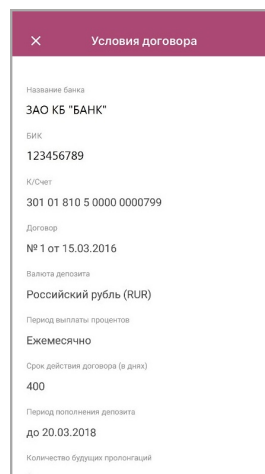 Условия договора
Название банка
ЗАО КБ "БАНК"
БИК
123456789
К/Счет
301 01 810 5 0000 0000799
Договор
№ 1 от 15.03.2016
Валюта депозита
Российский рубль (RUR)
Период выплаты процентов
Ежемесячно
Срок действия договора (в днях)
400
Период пополнения депозита
до 20.03.2018
Количество будущих пролонгаций